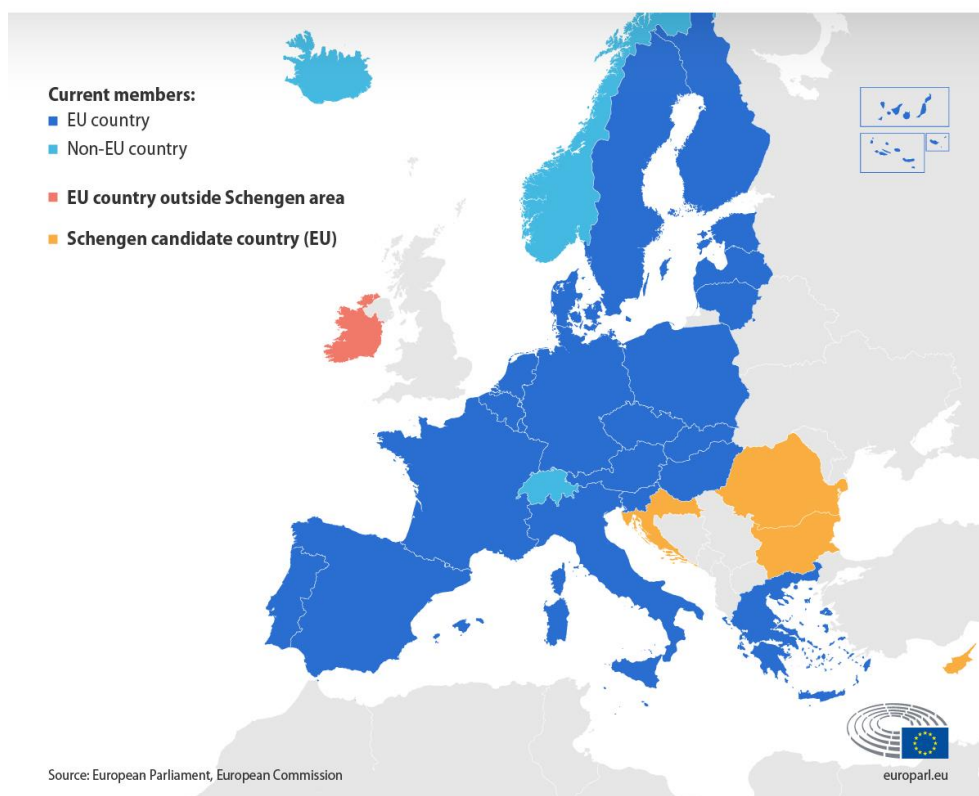 Current members:
EU country
Non-EU country
EU country outside Schengen area
Schengen candidate country (EU)
Source: European Parliament, European Commission
europarl.eu